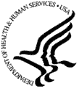 DEPARTMENT OF HEALTH & HUMAN SERVICES • USA